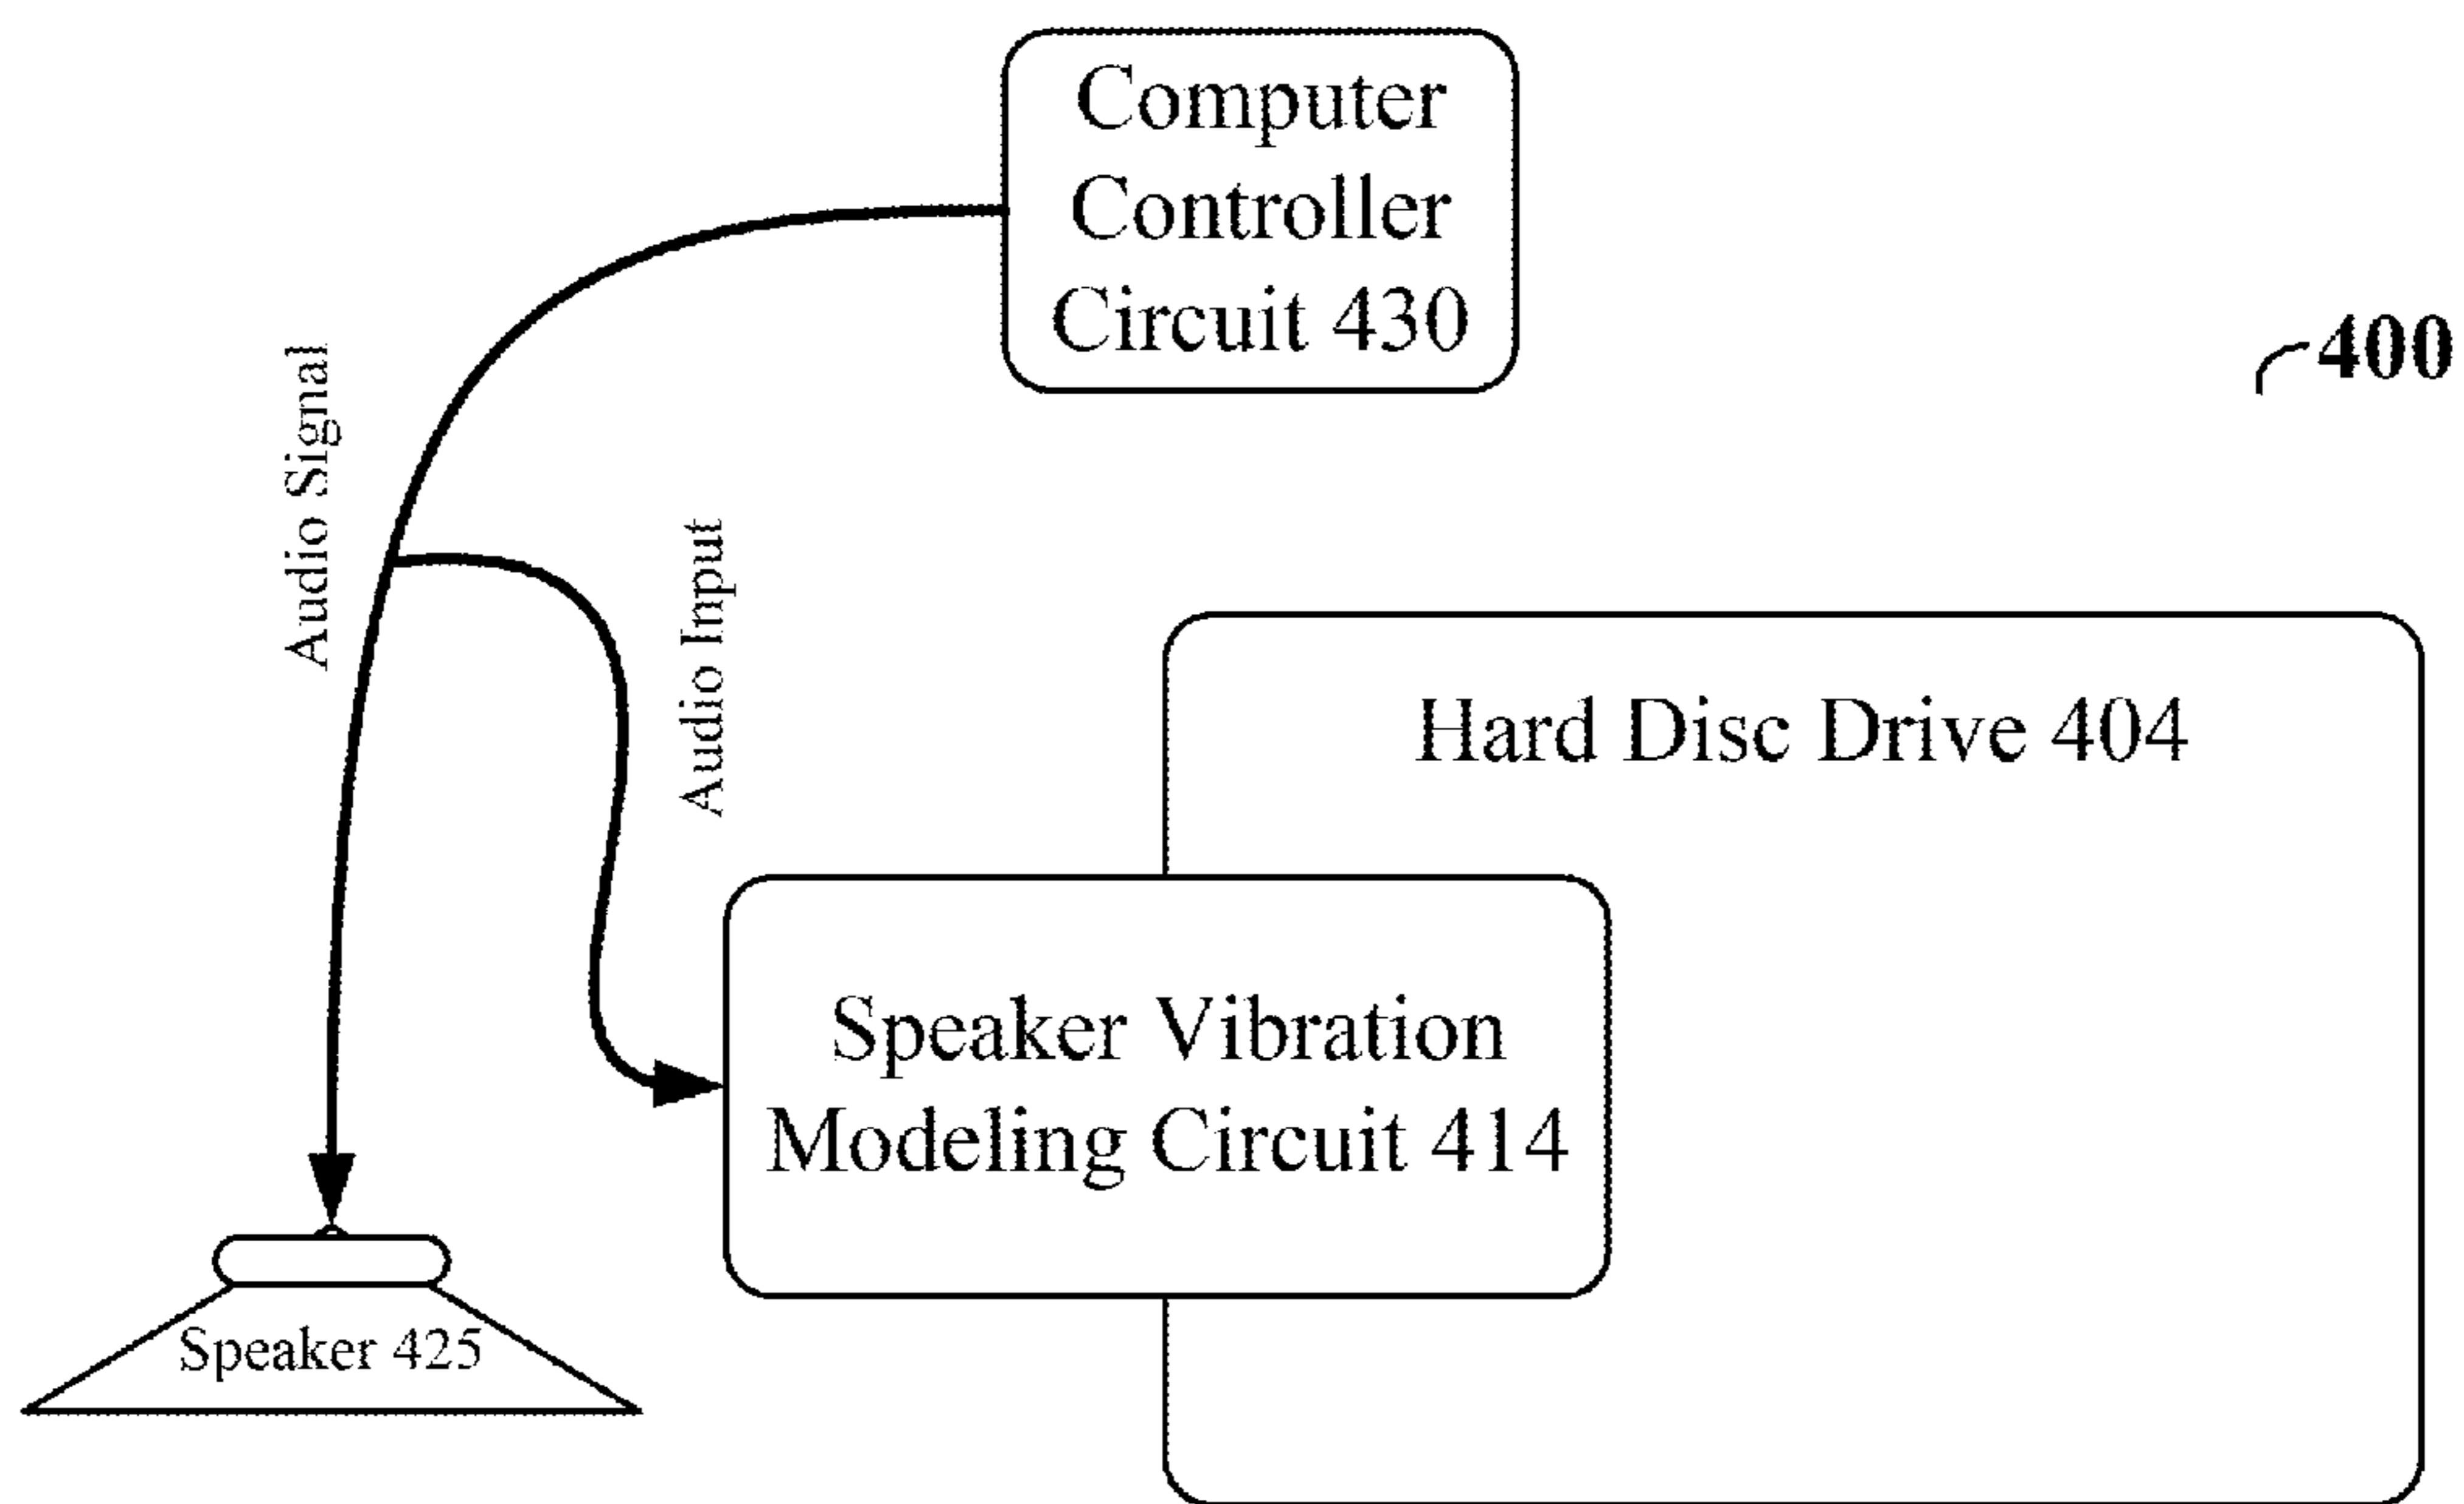 Computer
Controller
Circuit 430
400
Audio Signal
Audio Input
Hard Disc Drive 404
Speaker Vibration
Modeling Circuit 414
Speaker 425